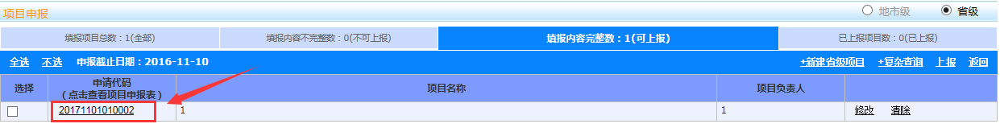 项目申报 地市级 省级
填报项目总数：1(全部) 填报内容不完整数：0(不可上报) 填报内容完整数：1(可上报) 已上报项目数：0(已上报)
全选 不选 申报截止日期：2016-11-10 +新建省级项目 +复杂查询 上报 返回
选择 申请代码 项目名称 项目负责人
（点击查看项目申报表）
20171101010002 1 1 修改 清除